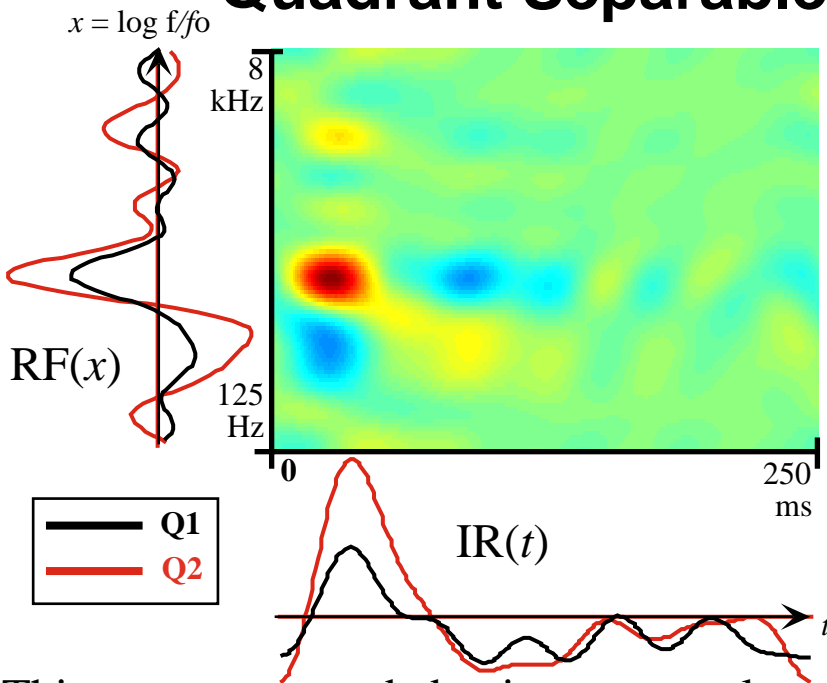 Quadrant Separable
x = log f/fo
8
kHz
RF(x)
125
Hz
0
250
ms
IR(t)
t
Q1
Q2